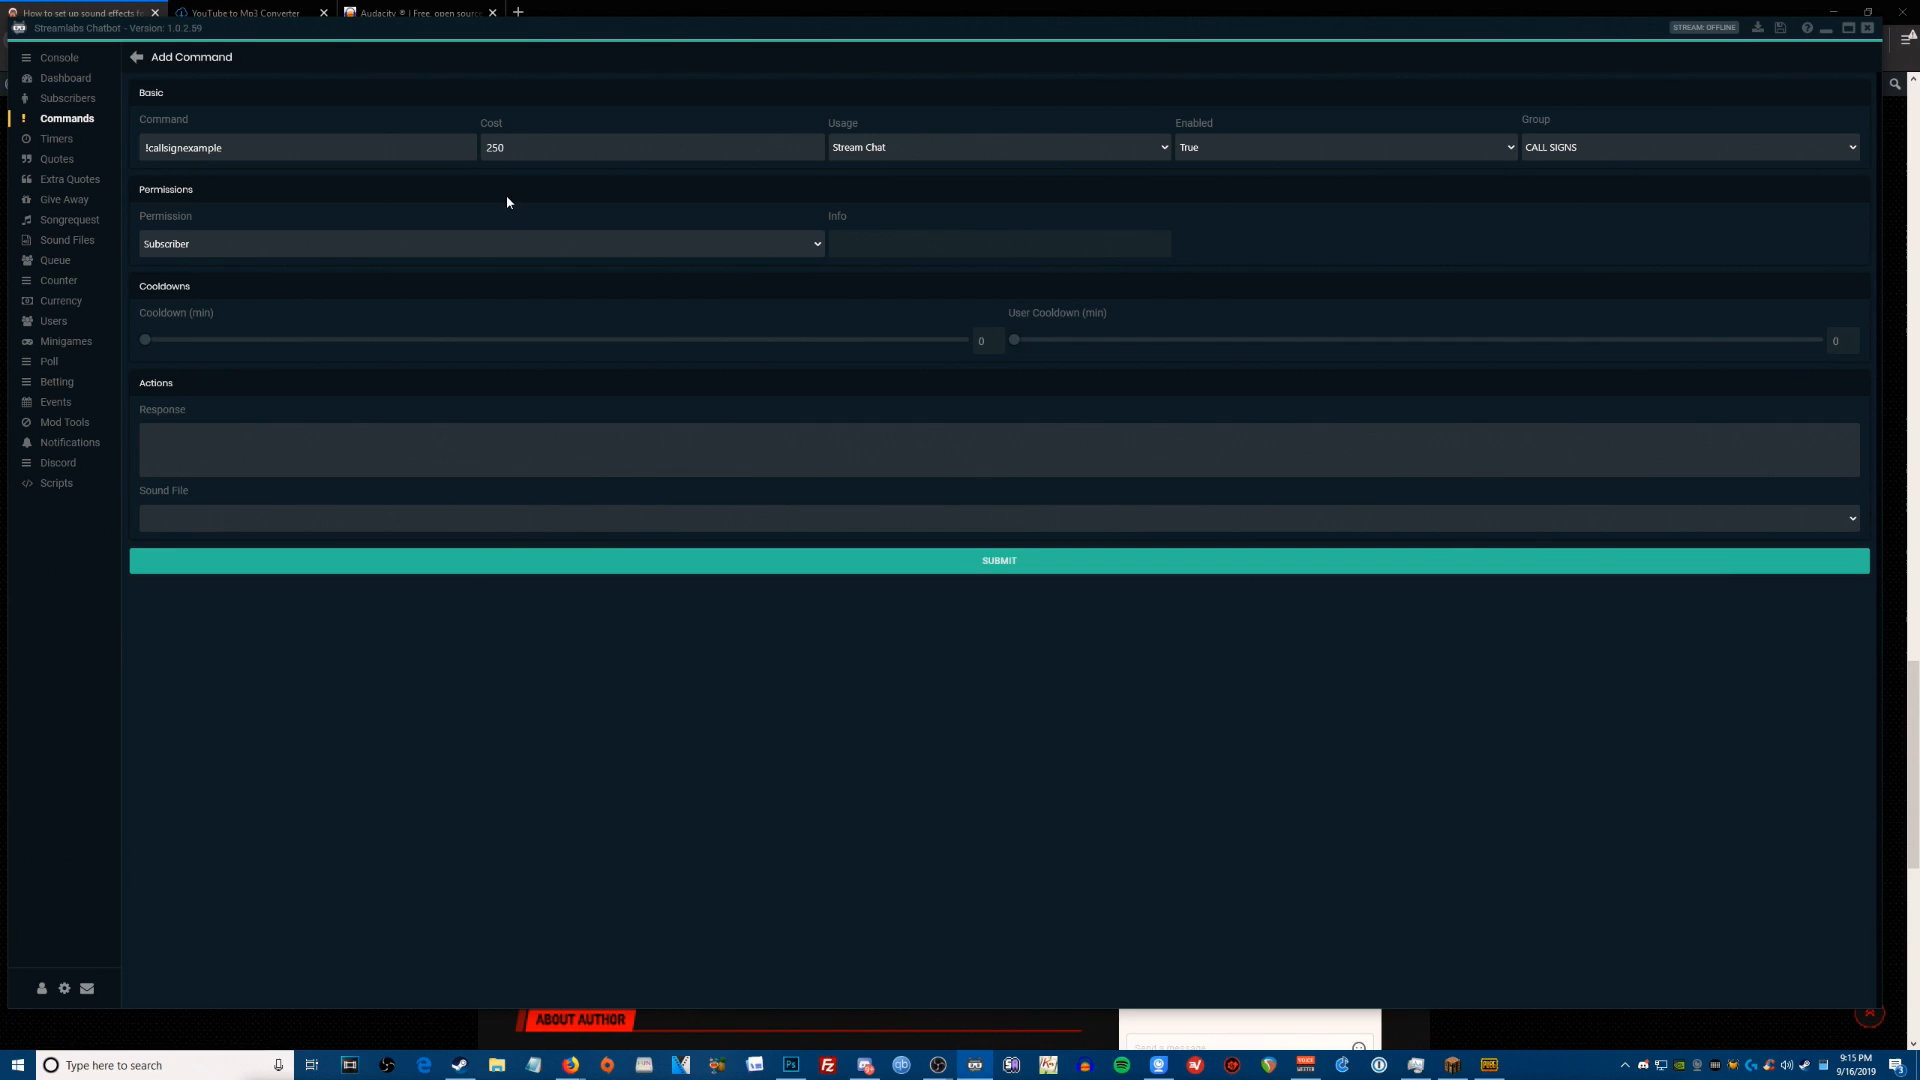 How to set up sound effects fr
YouTube to Mp3 Converter
Audacity ® | Free, open source
Streamlabs Chatbot - Version: 1.0.2.59
STREAM: OFFLINE
Console
Dashboard
Subscribers
Commands
Timers
Quotes
Extra Quotes
Give Away
Songrequest
Sound Files
Queue
Counter
Currency
Users
Minigames
Poll
Betting
Events
Mod Tools
Notifications
Discord
Scripts
Add Command
Basic
Command
Cost
Usage
Enabled
Group
!callsignexample
250
Stream Chat
True
CALL SIGNS
Permissions
Permission
Info
Subscriber
Cooldowns
Cooldown (min)
User Cooldown (min)
0
0
Actions
Response
Sound File
SUBMIT
ABOUT AUTHOR
Send a message
Type here to search
9:15 PM
9/16/2019